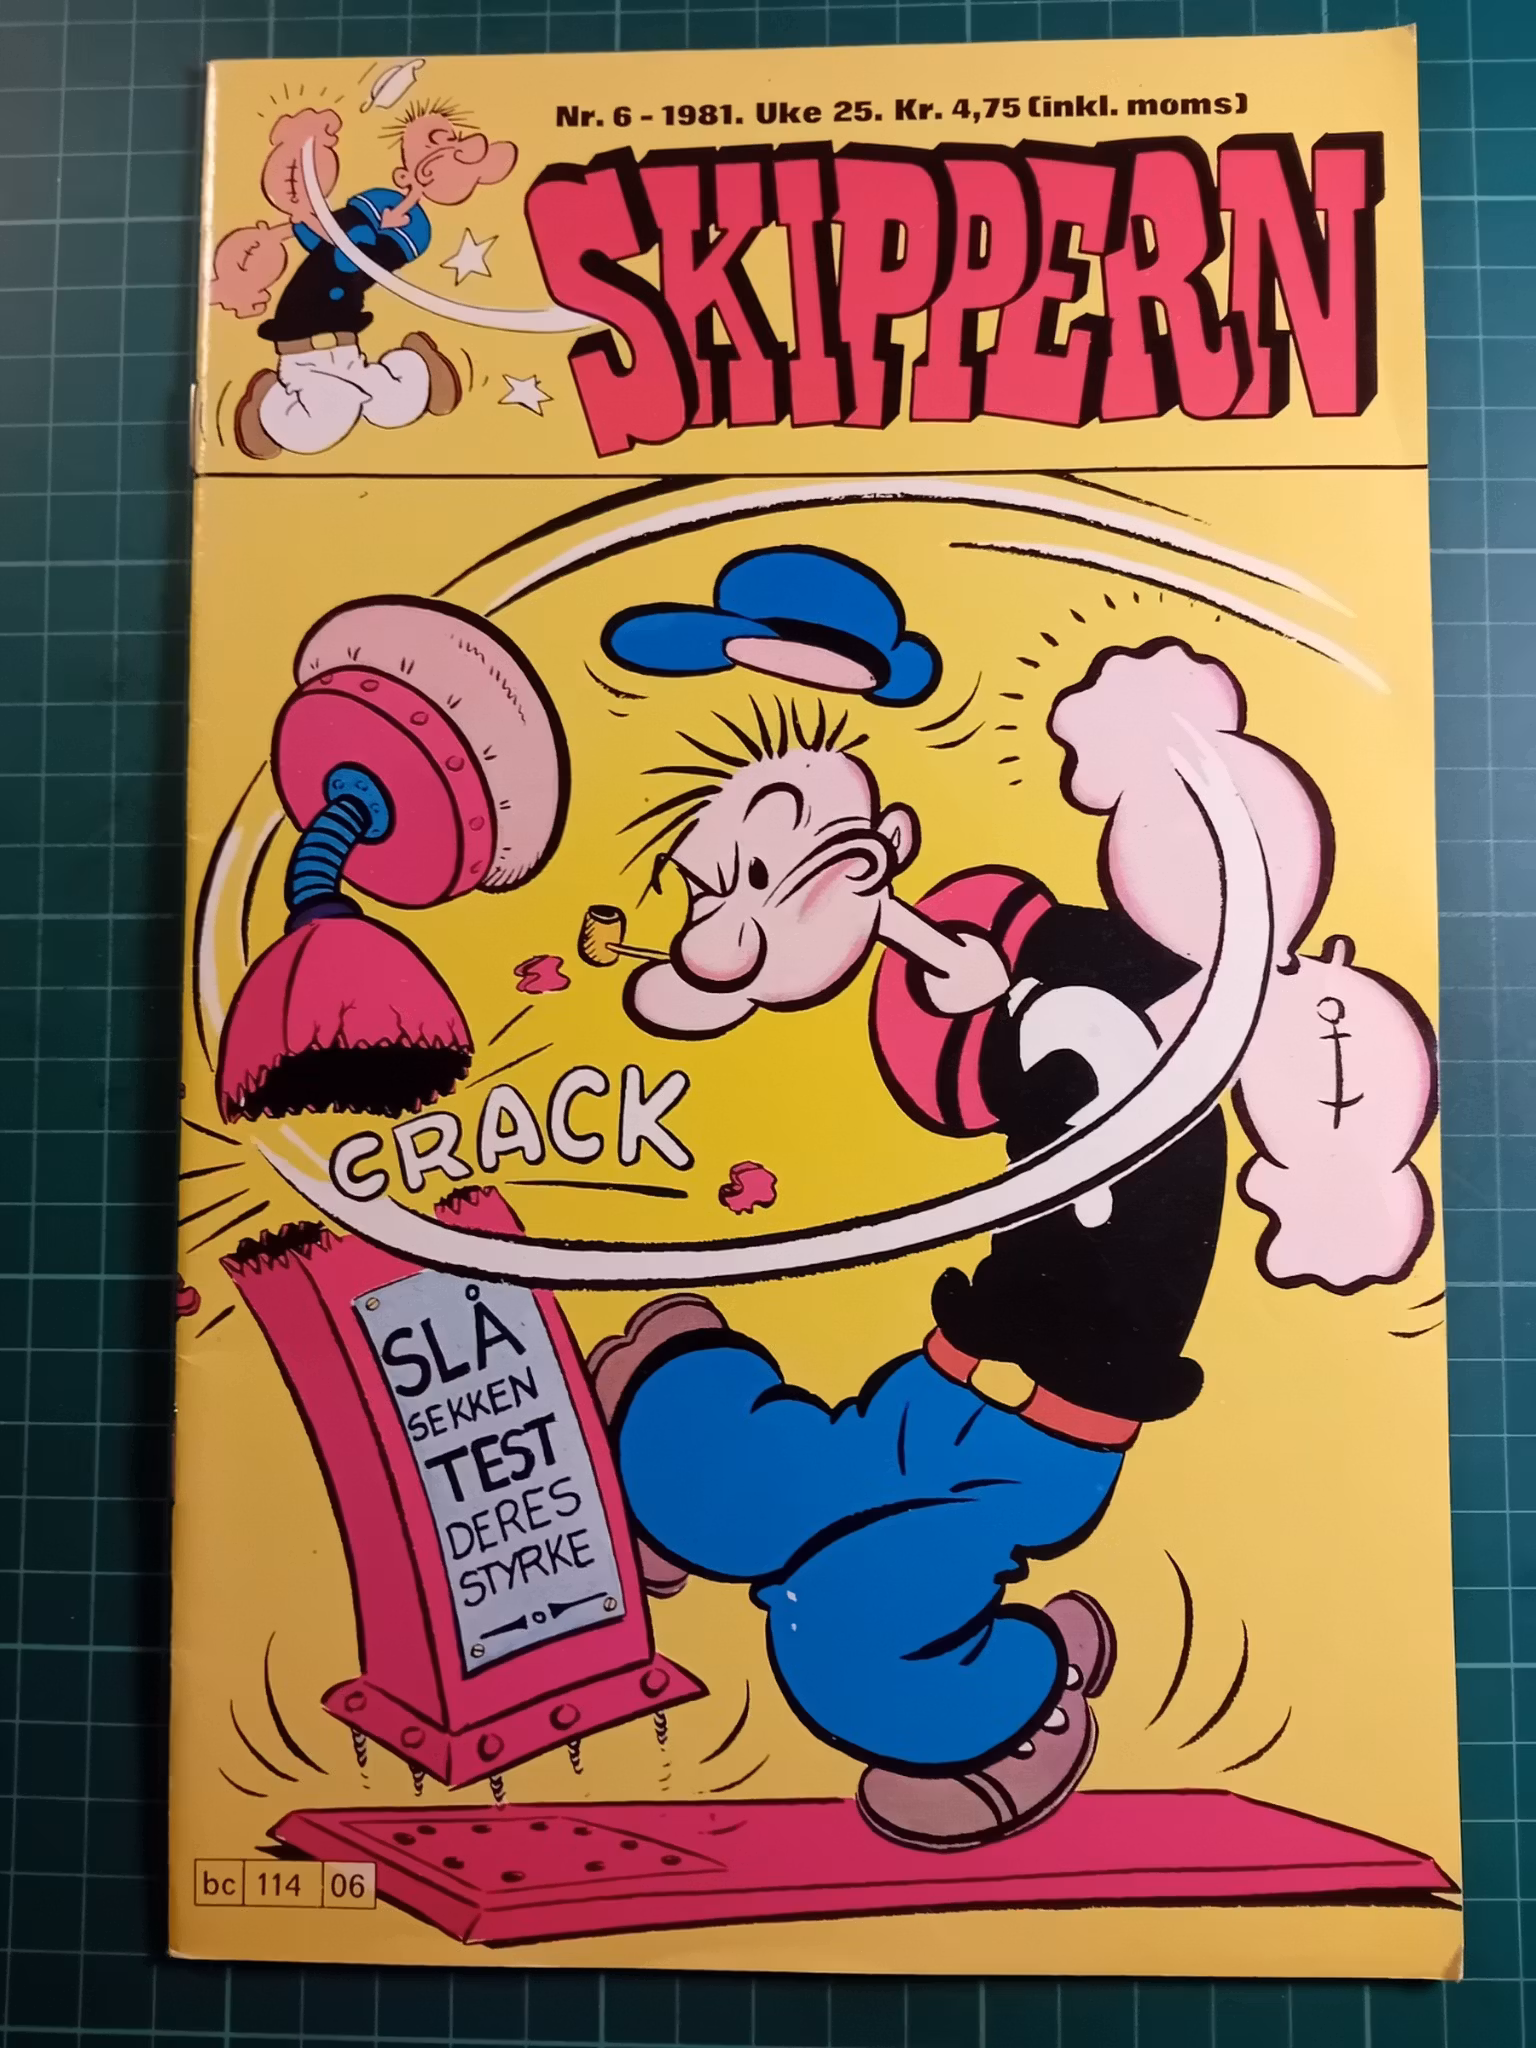 Nr. 6 - 1981. Uke 25. Kr. 4,75 (inkl. moms)
SKIPPERN
CRACK
SLÅ
SEKKEN
TEST
DERES
STYRKE
bc 114 06